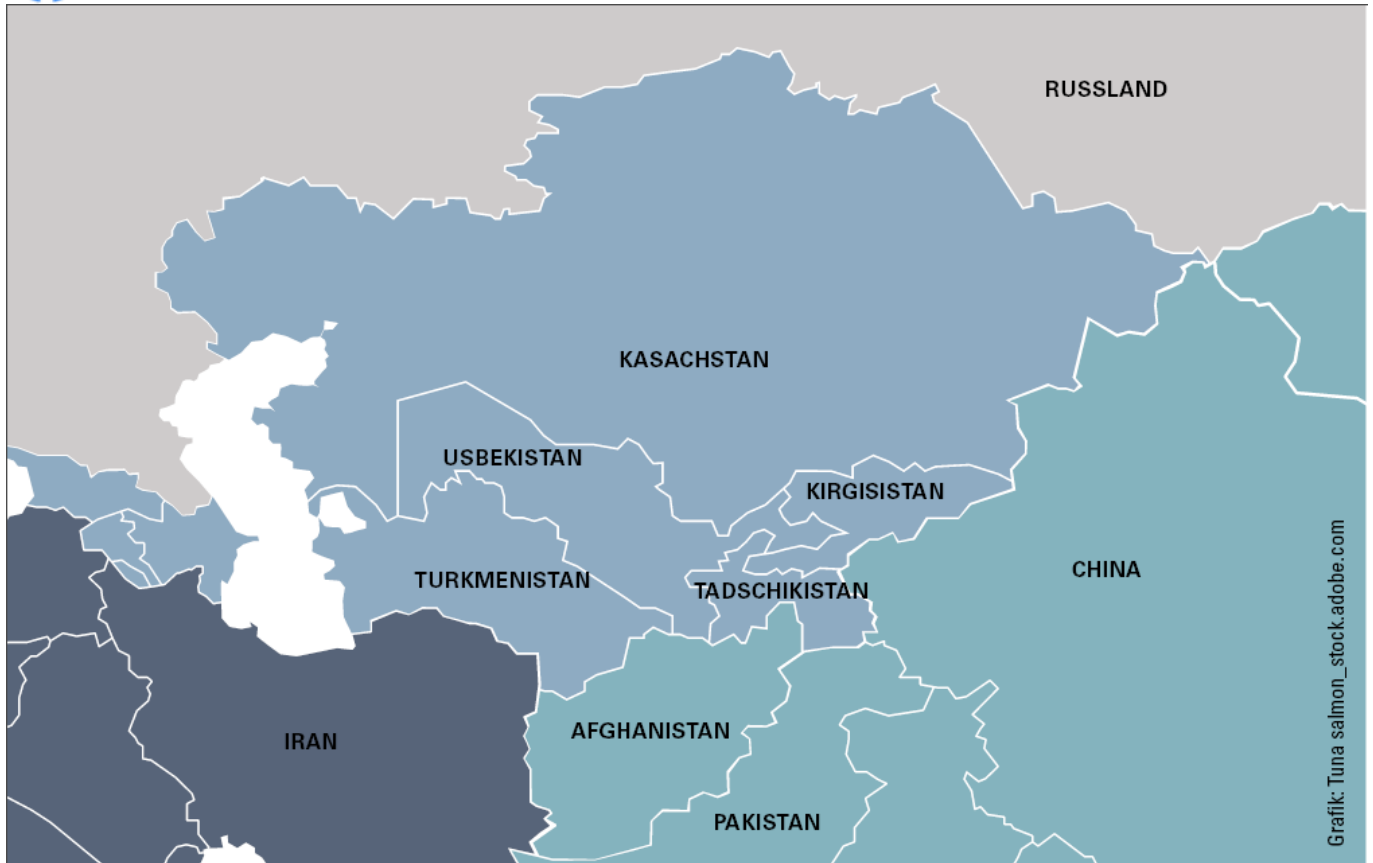 RUSSLAND
KASACHSTAN
USBEKISTAN
KIRGISISTAN
TURKMENISTAN
TADSCHIKISTAN
CHINA
AFGHANISTAN
IRAN
PAKISTAN
Grafik: Tuna salmon_stock.adobe.com